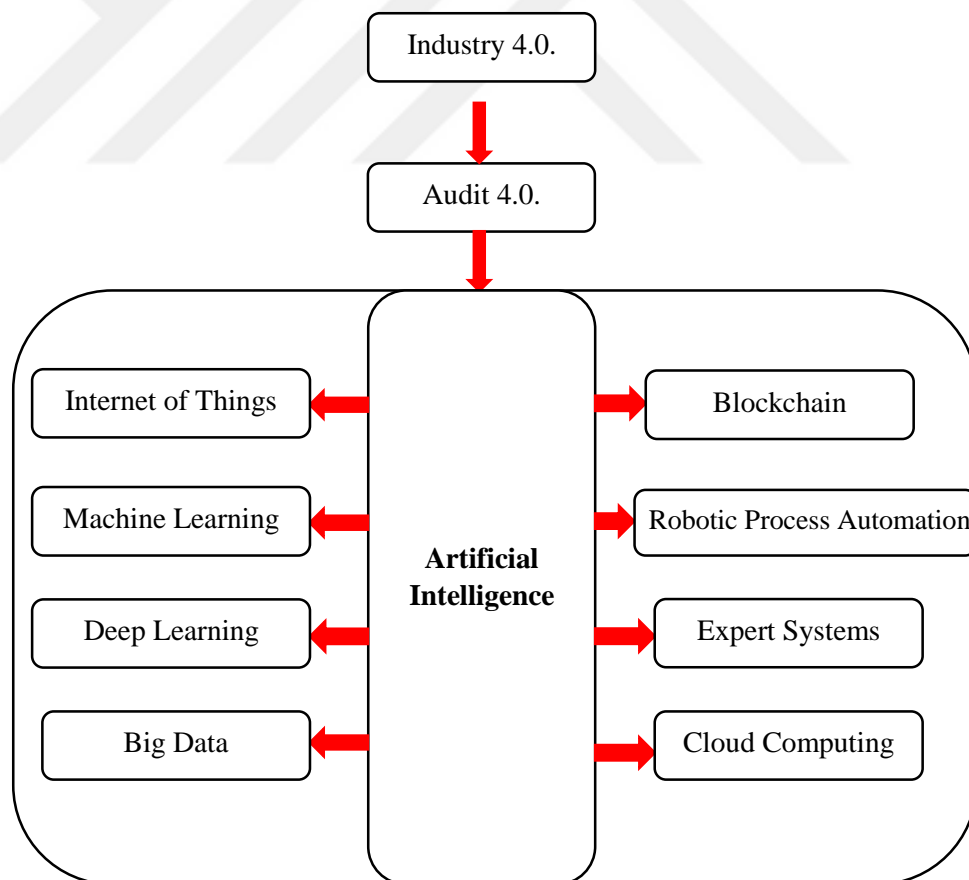 Industry 4.0.
Audit 4.0.
Internet of Things
Machine Learning
Deep Learning
Big Data
Artificial
Intelligence
Blockchain
Robotic Process Automation
Expert Systems
Cloud Computing